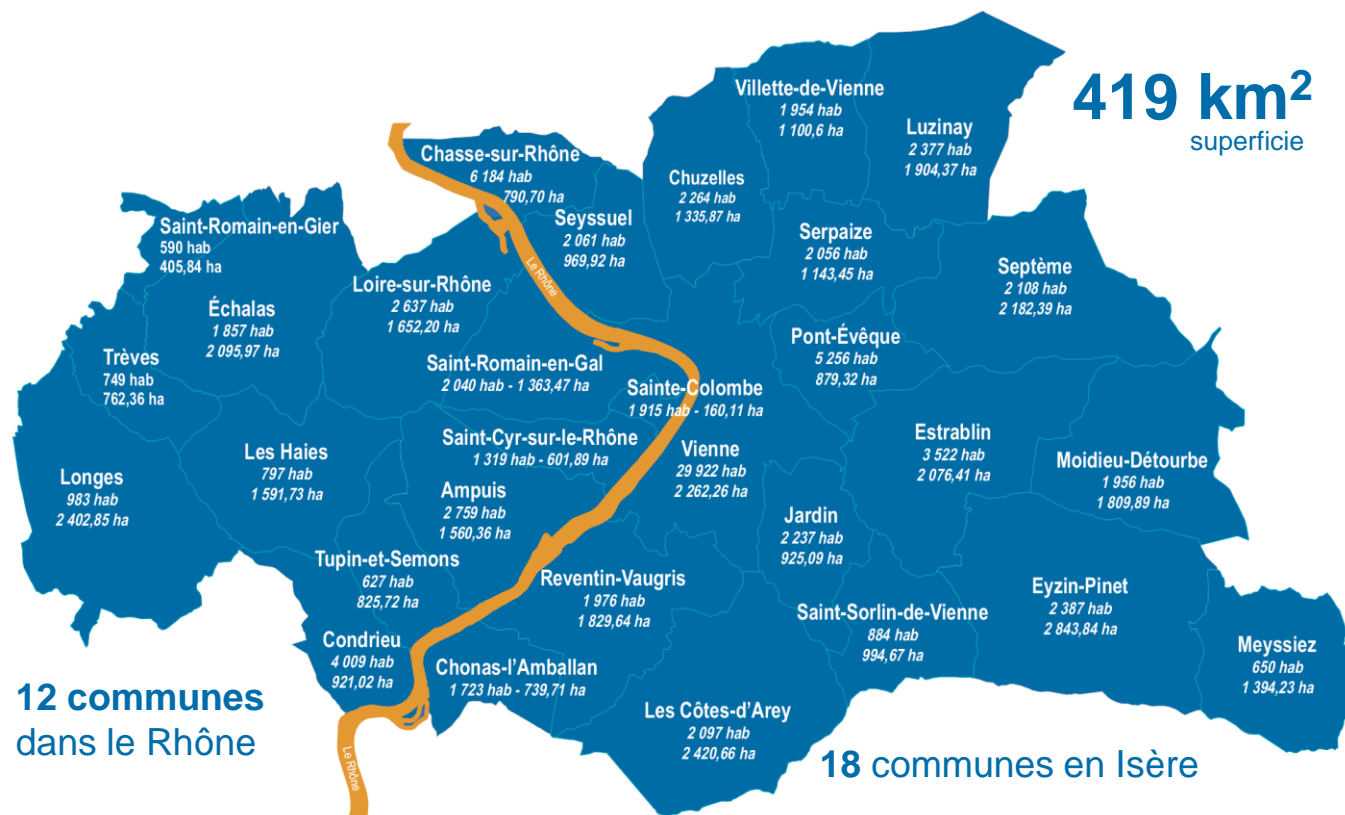 419 km²
superficie
Villette-de-Vienne
1 954 hab
1 100,6 ha
Luzinay
2 377 hab
1 904,37 ha
Chasse-sur-Rhône
6 184 hab
790,70 ha
Chuzelles
2 264 hab
1 335,87 ha
Seyssuel
2 061 hab
969,92 ha
Saint-Romain-en-Gier
590 hab
405,84 ha
Serpaize
2 056 hab
1 143,45 ha
Septème
2 108 hab
2 182,39 ha
Le Rhône
Loire-sur-Rhône
2 637 hab
1 652,20 ha
Échalas
1 857 hab
2 095,97 ha
Pont-Évêque
5 256 hab
879,32 ha
Trèves
749 hab
762,36 ha
Saint-Romain-en-Gal
2 040 hab - 1 363,47 ha
Sainte-Colombe
1 915 hab - 160,11 ha
Saint-Cyr-sur-le-Rhône
1 319 hab - 601,89 ha
Vienne
29 922 hab
2 262,26 ha
Estrablin
3 522 hab
2 076,41 ha
Moidieu-Détourbe
1 956 hab
1 809,89 ha
Les Haies
797 hab
1 591,73 ha
Longes
983 hab
2 402,85 ha
Ampuis
2 759 hab
1 560,36 ha
Jardin
2 237 hab
925,09 ha
Tupin-et-Semons
627 hab
825,72 ha
Reventin-Vaugris
1 976 hab
1 829,64 ha
Eyzin-Pinet
2 387 hab
2 843,84 ha
Saint-Sorlin-de-Vienne
884 hab
994,67 ha
Meyssiez
650 hab
1 394,23 ha
Condrieu
4 009 hab
921,02 ha
Chonas-l'Amballan
1 723 hab - 739,71 ha
Les Côtes-d'Arey
2 097 hab
2 420,66 ha
12 communes
dans le Rhône
Le Rhône
18 communes en Isère